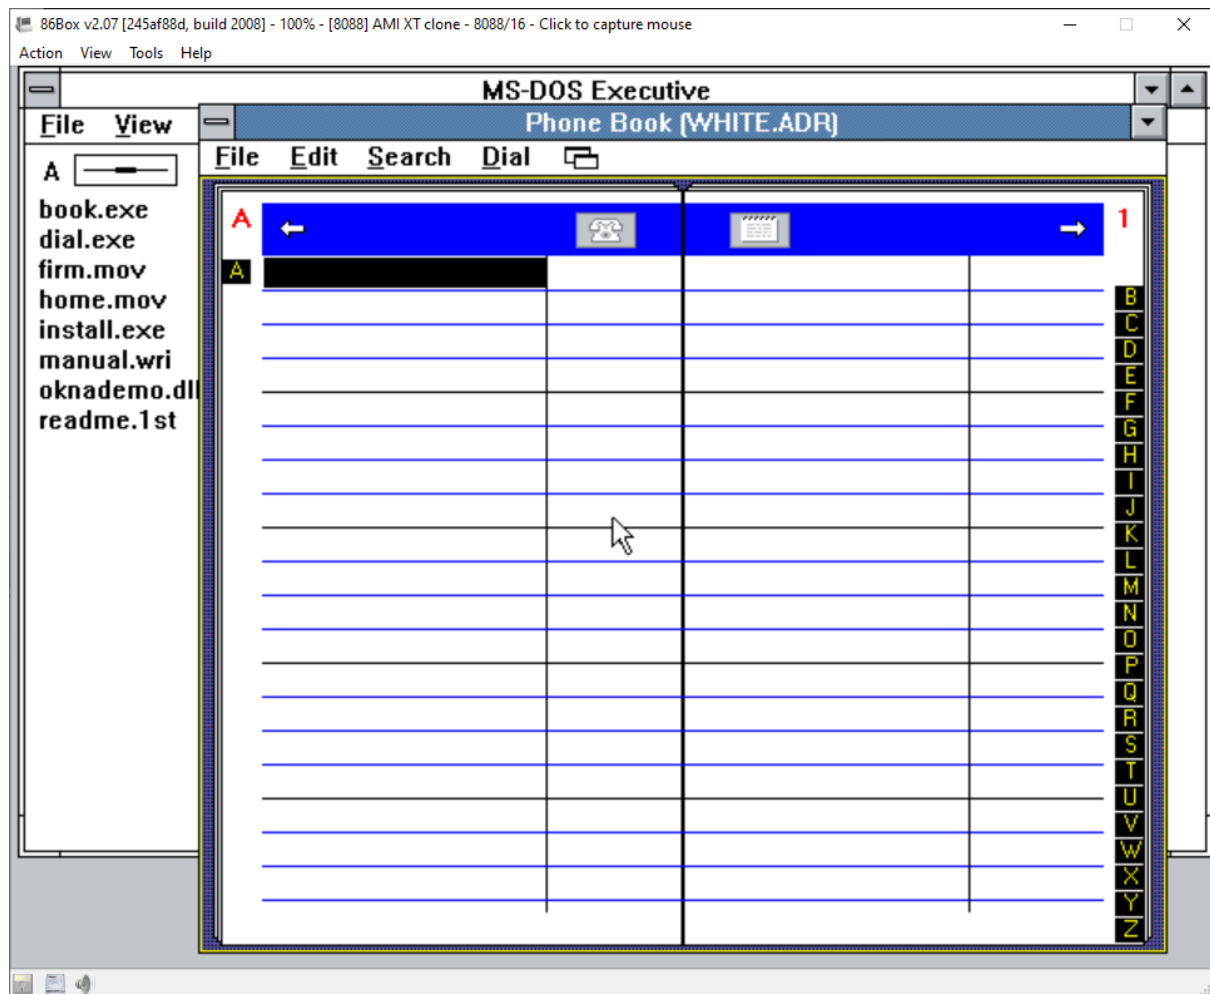 86Box v2.07 [245af88d, build 2008] - 100% - [8088] AMI XT clone - 8088/16 - Click to capture mouse
Action View Tools Help
MS-DOS Executive
File View
Phone Book (WHITE.ADR)
File Edit Search Dial
A
book.exe
dial.exe
firm.mov
home.mov
install.exe
manual.wri
oknademo.dll
readme.1st
A
1
A
B
C
D
E
F
G
H
I
J
K
L
M
N
O
P
Q
R
S
T
U
V
W
X
Y
Z